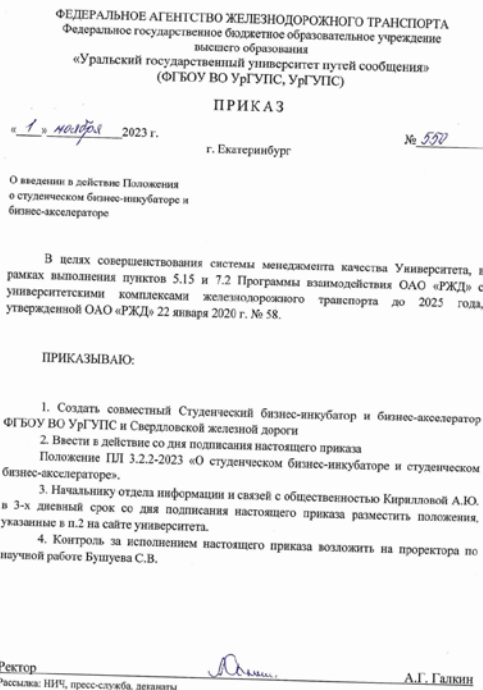 ФЕДЕРАЛЬНОЕ АГЕНТСТВО ЖЕЛЕЗНОДОРОЖНОГО ТРАНСПОРТА
Федеральное государственное бюджетное образовательное учреждение
высшего образования
«Уральский государственный университет путей сообщения»
(ФГБОУ ВО УрГУПС, УрГУПС)
ПРИКАЗ
« 1 » ноября 2023 г.
№ 550
г. Екатеринбург
О введении в действие Положения
о студенческом бизнес-инкубаторе и
бизнес-акселераторе
В целях совершенствования системы менеджмента качества Университета, в
рамках выполнения пунктов 5.15 и 7.2 Программы взаимодействия ОАО «РЖД» с
университетскими комплексами железнодорожного транспорта до 2025 года,
утвержденной ОАО «РЖД» 22 января 2020 г. № 58.
ПРИКАЗЫВАЮ:
1. Создать совместный Студенческий бизнес-инкубатор и бизнес-акселератор
ФГБОУ ВО УрГУПС и Свердловской железной дороги
2. Ввести в действие со дня подписания настоящего приказа
Положение ПЛ 3.2.2-2023 «О студенческом бизнес-инкубаторе и студенческом
бизнес-акселераторе».
3. Начальнику отдела информации и связей с общественностью Кирилловой А.Ю.
в 3-х дневный срок со дня подписания настоящего приказа разместить положения,
указанные в п.2 на сайте университета.
4. Контроль за исполнением настоящего приказа возложить на проректора по
научной работе Бушуева С.В.
Ректор
А.Г. Галкин
Рассылка: НИЧ, пресс-служба, деканаты